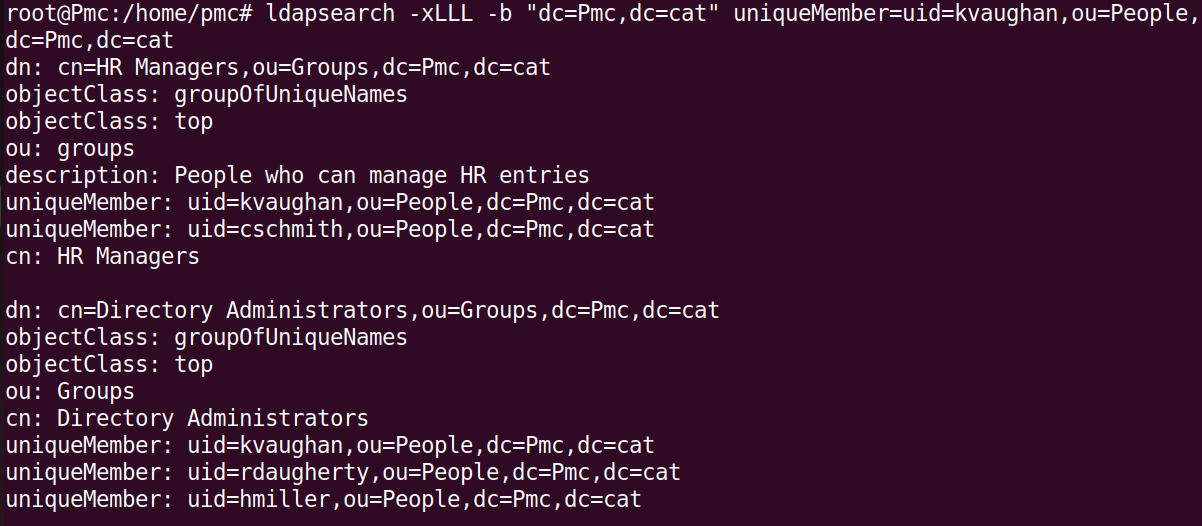 root@Pmc:/home/pmc# ldapsearch -xLLL -b "dc=Pmc,dc=cat" uniqueMember=uid=kvaughan,ou=People,
dc=Pmc,dc=cat
dn: cn=HR Managers,ou=Groups,dc=Pmc,dc=cat
objectClass: groupOfUniqueNames
objectClass: top
ou: groups
description: People who can manage HR entries
uniqueMember: uid=kvaughan,ou=People,dc=Pmc,dc=cat
uniqueMember: uid=cschmith,ou=People,dc=Pmc,dc=cat
cn: HR Managers

dn: cn=Directory Administrators,ou=Groups,dc=Pmc,dc=cat
objectClass: groupOfUniqueNames
objectClass: top
ou: Groups
cn: Directory Administrators
uniqueMember: uid=kvaughan,ou=People,dc=Pmc,dc=cat
uniqueMember: uid=rdaugherty,ou=People,dc=Pmc,dc=cat
uniqueMember: uid=hmiller,ou=People,dc=Pmc,dc=cat